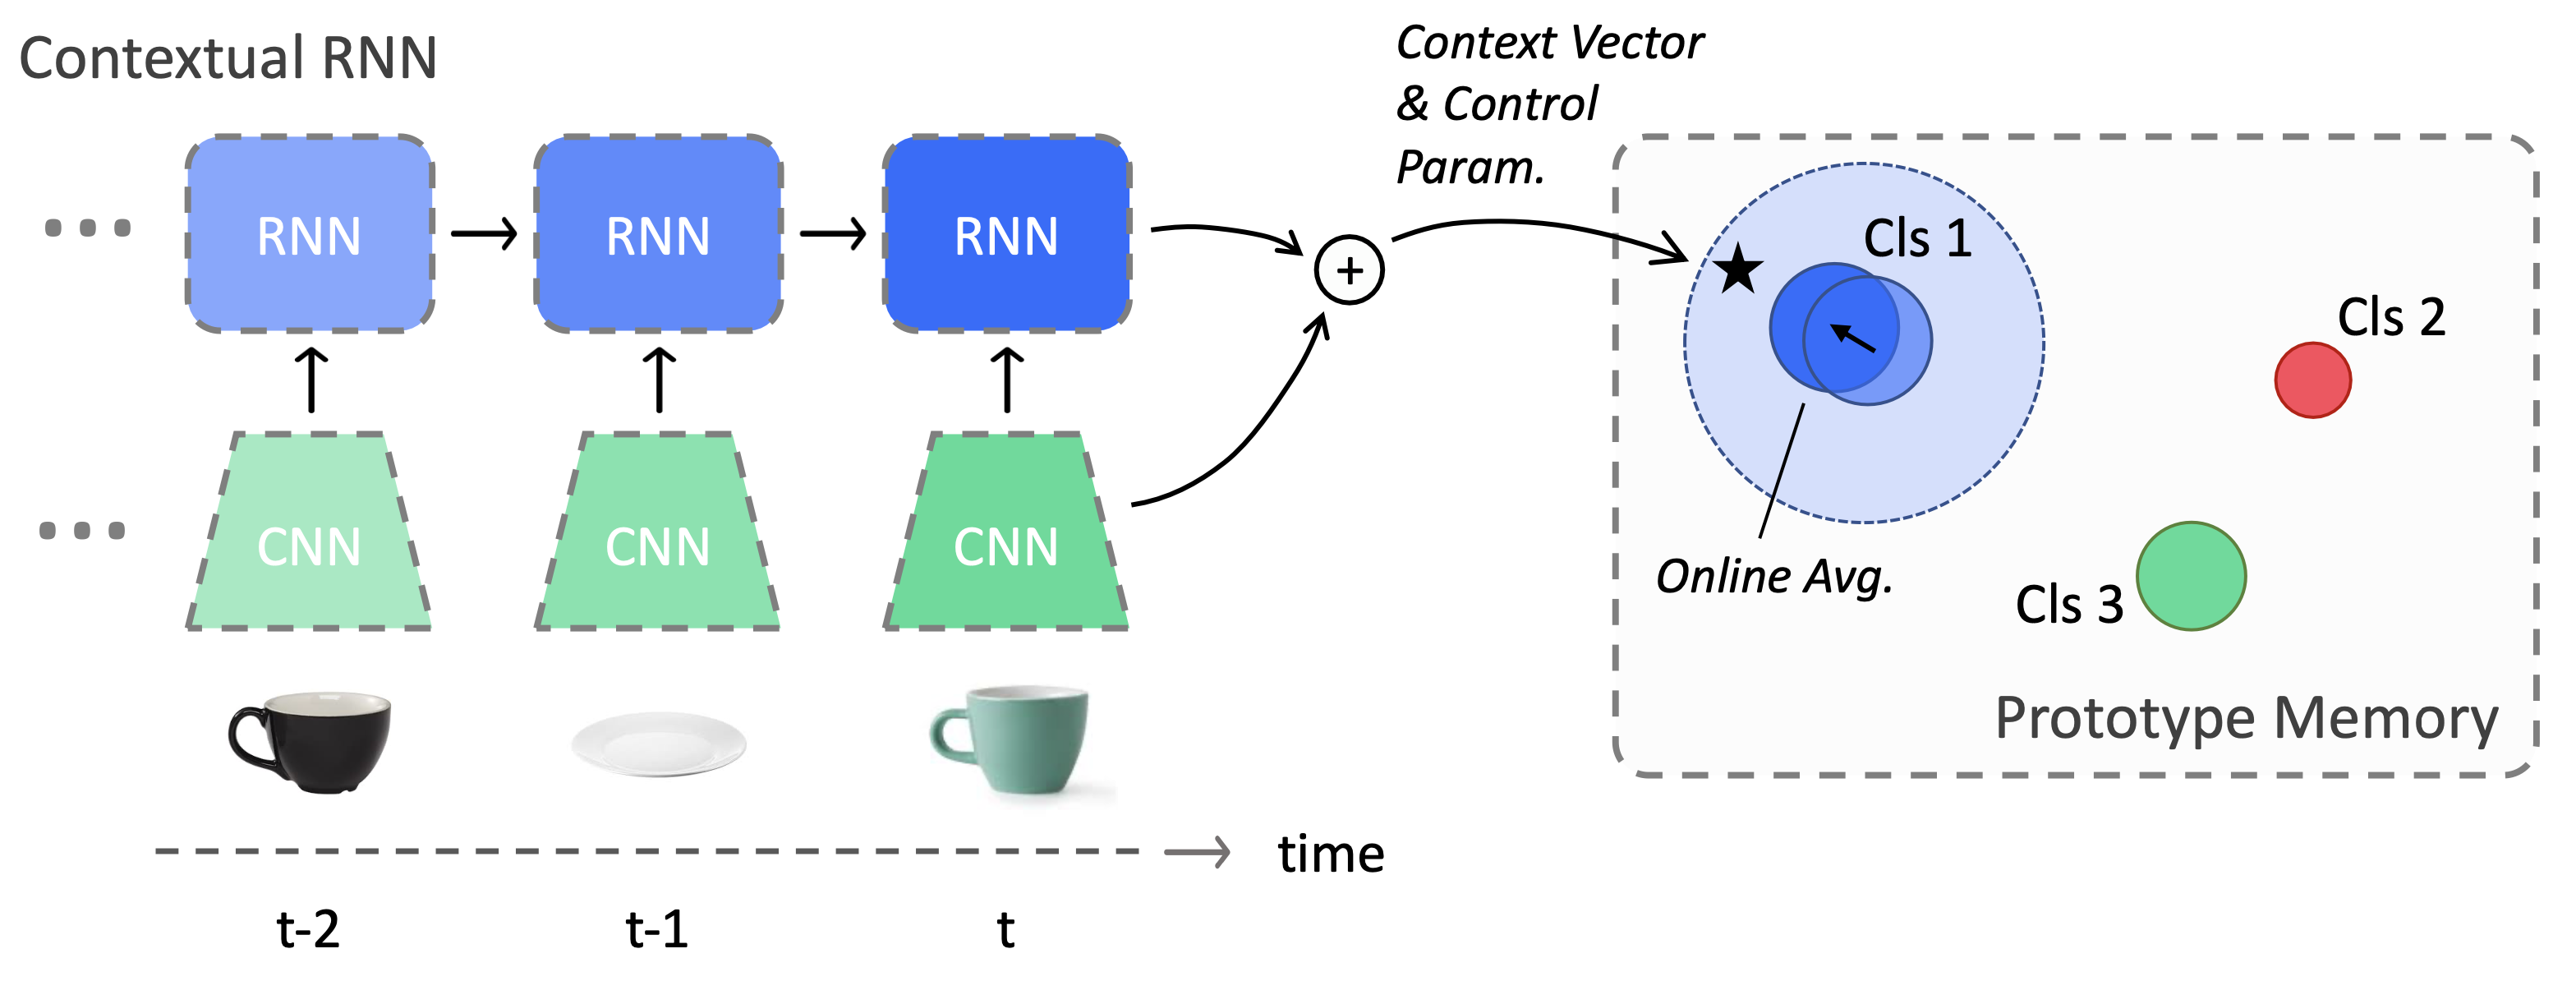 Contextual RNN
Context Vector
& Control
Param.
RNN
RNN
RNN
+
Cls 1
Cls 2
Cls 3
Online Avg.
Prototype Memory
CNN
CNN
CNN
time
t-2
t-1
t